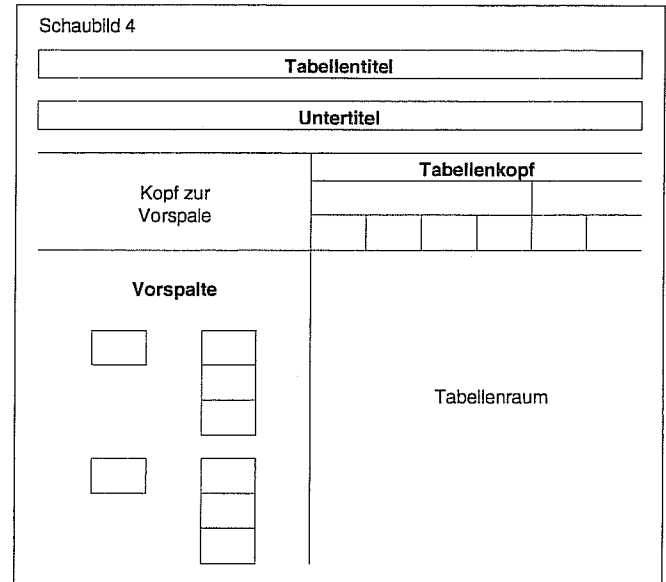 Schaubild 4
Tabellentitel
Untertitel
Tabellenkopf
Kopf zur
Vorspale
Vorspalte
Tabellenraum